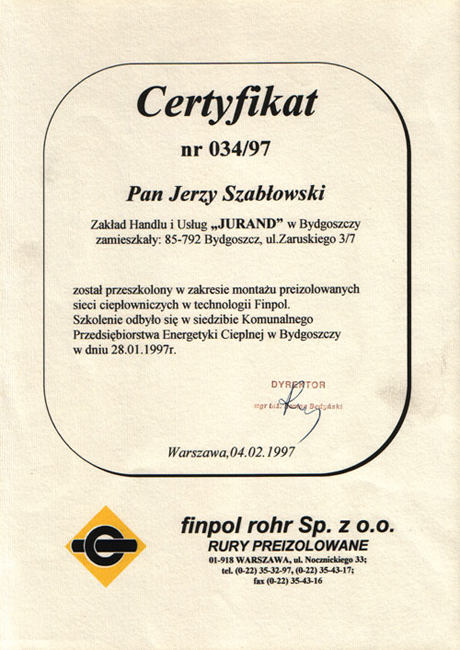 Certyfikat
nr 034/97
Pan Jerzy Szabłowski
Zakład Handlu i Usług „JURAND” w Bydgoszczy
zamieszkały: 85-792 Bydgoszcz, ul.Zaruskiego 3/7
został przeszkolony w zakresie montażu preizolowanych
sieci ciepłowniczych w technologii Finpol.
Szkolenie odbyło się w siedzibie Komunalnego
Przedsiębiorstwa Energetyki Cieplnej w Bydgoszczy
w dniu 28.01.1997r.
DYREKTOR
mgr inż.
Warszawa,04.02.1997
finpol rohr Sp. z o.o.
RURY PREIZOLOWANE
01-918 WARSZAWA, ul. Nocznickiego 33;
tel. (0-22) 35-32-97, (0-22) 35-43-17;
fax (0-22) 35-43-16